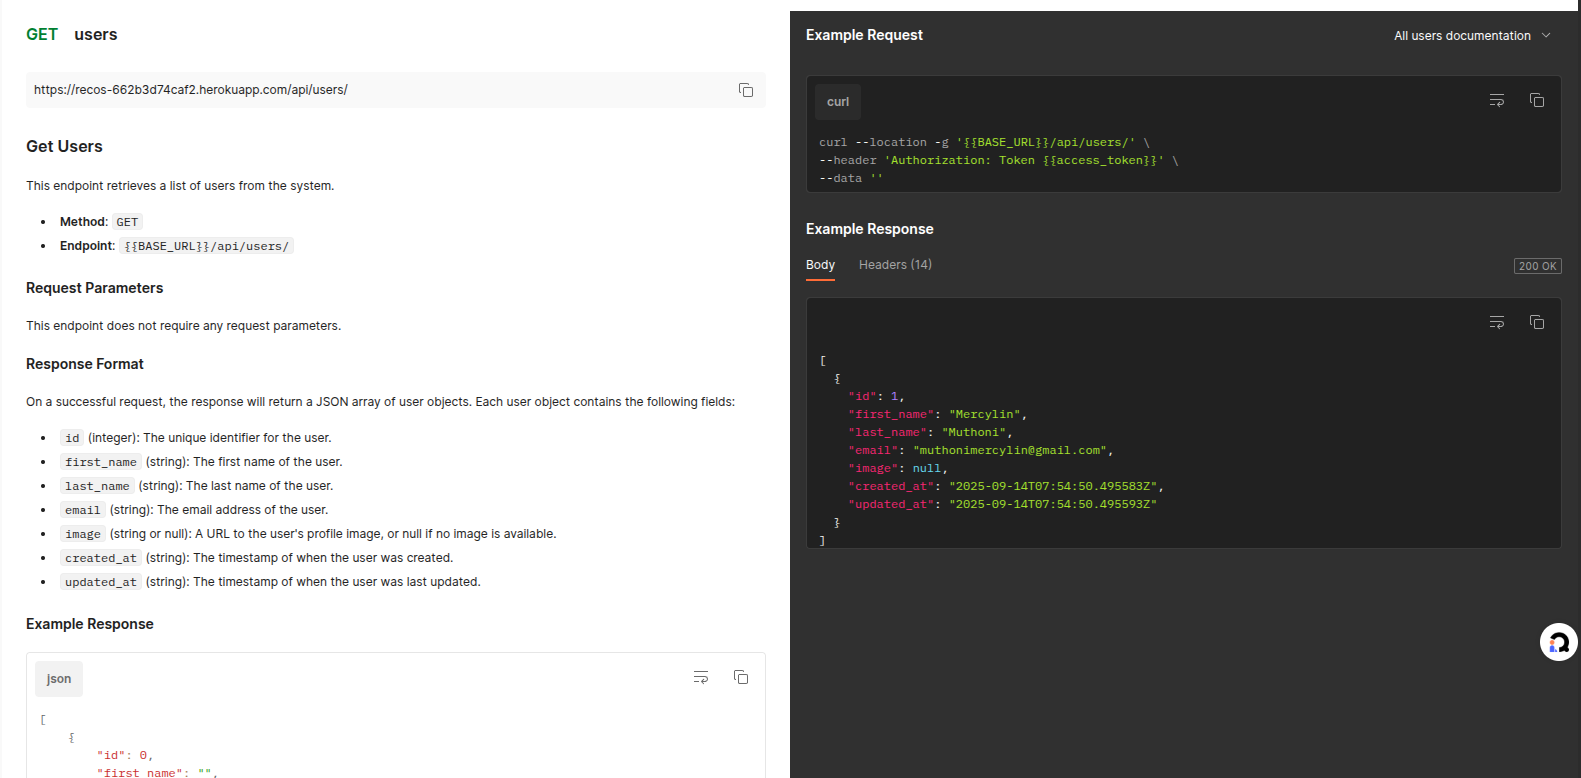 GET users
https://recos-662b3d74caf2.herokuapp.com/api/users/
Get Users
This endpoint retrieves a list of users from the system.
• Method: GET
• Endpoint: {{BASE_URL}}/api/users/
Request Parameters
This endpoint does not require any request parameters.
Response Format
On a successful request, the response will return a JSON array of user objects. Each user object contains the following fields:
• id (integer): The unique identifier for the user.
• first_name (string): The first name of the user.
• last_name (string): The last name of the user.
• email (string): The email address of the user.
• image (string or null): A URL to the user's profile image, or null if no image is available.
• created_at (string): The timestamp of when the user was created.
• updated_at (string): The timestamp of when the user was last updated.
Example Response
json
[
{
"id": 0,
"first_name": "",
Example Request
All users documentation
curl
curl --location -g '{{BASE_URL}}/api/users/' \
--header 'Authorization: Token {{access_token}}' \
--data ''
Example Response
Body Headers (14)
200 OK
[
{
"id": 1,
"first_name": "Mercylin",
"last_name": "Muthoni",
"email": "muthonimercylin@gmail.com",
"image": null,
"created_at": "2025-09-14T07:54:50.495583Z",
"updated_at": "2025-09-14T07:54:50.495593Z"
}
]